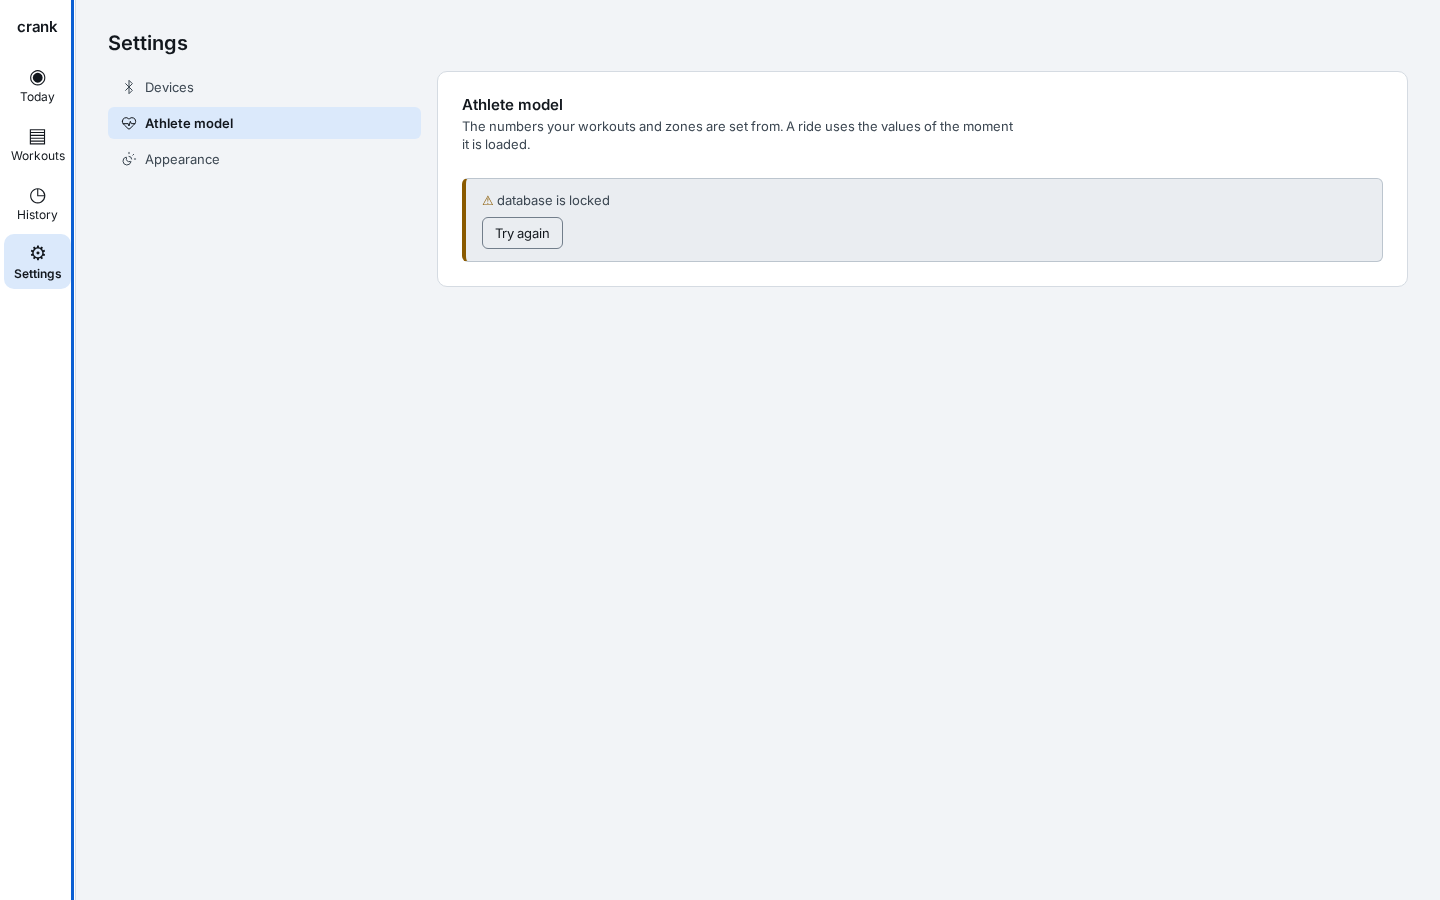 crank
Today
Workouts
History
Settings
Settings
Devices
Athlete model
Appearance
Athlete model
The numbers your workouts and zones are set from. A ride uses the values of the moment
it is loaded.
⚠ database is locked
Try again